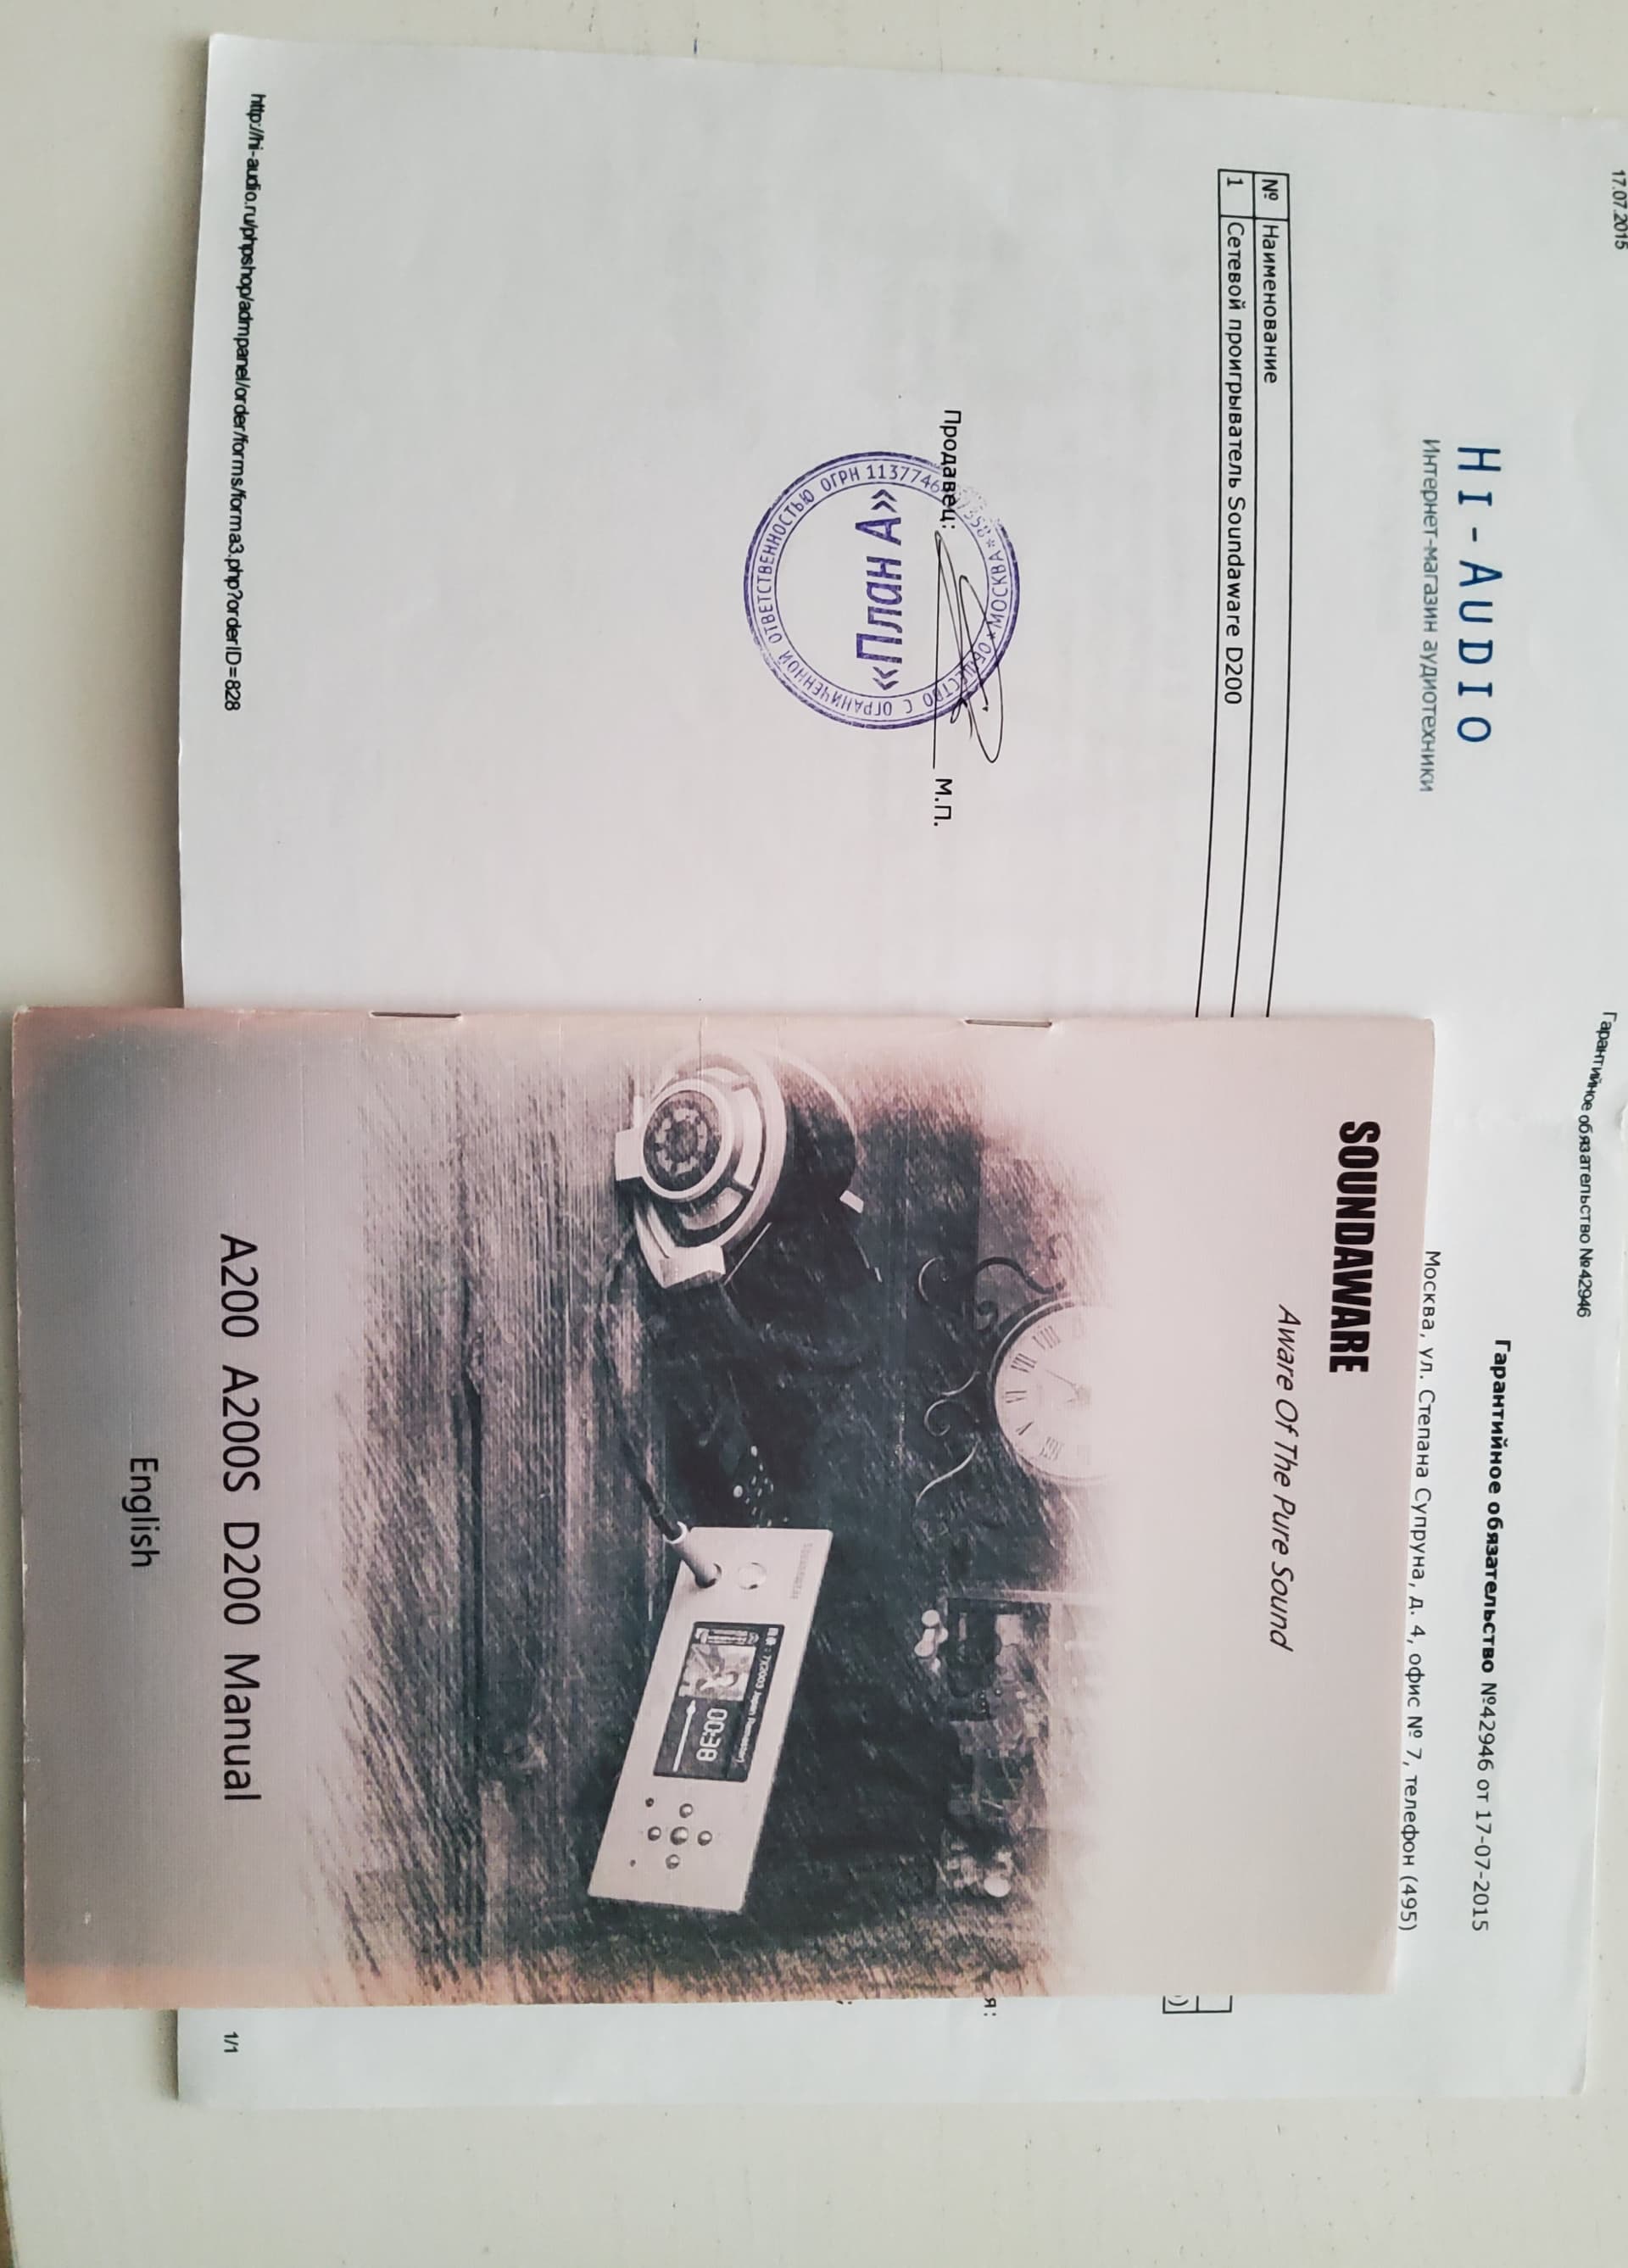 17.07.2015
Гарантийное обязательство №42946
HI-AUDIO
Интернет-магазин аудиотехники
Гарантийное обязательство №42946 от 17-07-2015
Москва, ул. Степана Супруна, д. 4, офис № 7, телефон (495)
№ Наименование
1 Сетевой проигрыватель Soundaware D200
Продавец: М.П.
«План А»
ОБЩЕСТВО С ОГРАНИЧЕННОЙ ОТВЕТСТВЕННОСТЬЮ ОГРН
МОСКВА
я:
http://hi-audio.ru/phpshop/admpanel/order/forms/forma3.php?orderID=828
1/1
SOUNDAWARE
Aware Of The Pure Sound
00:38
A200 A200S D200 Manual
English